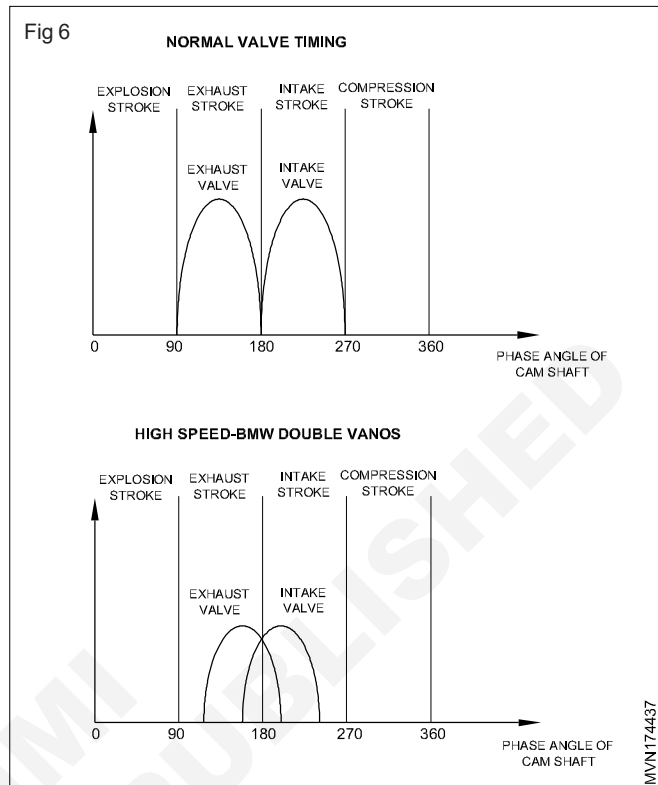 Fig 6
NORMAL VALVE TIMING
EXPLOSION STROKE
EXHAUST STROKE
INTAKE STROKE
COMPRESSION STROKE
EXHAUST VALVE
INTAKE VALVE
0 90 180 270 360
PHASE ANGLE OF
CAM SHAFT
HIGH SPEED-BMW DOUBLE VANOS
EXPLOSION STROKE
EXHAUST STROKE
INTAKE STROKE
COMPRESSION STROKE
EXHAUST VALVE
INTAKE VALVE
0 90 180 270 360
PHASE ANGLE OF
CAM SHAFT
MVN174437
UBLISHED